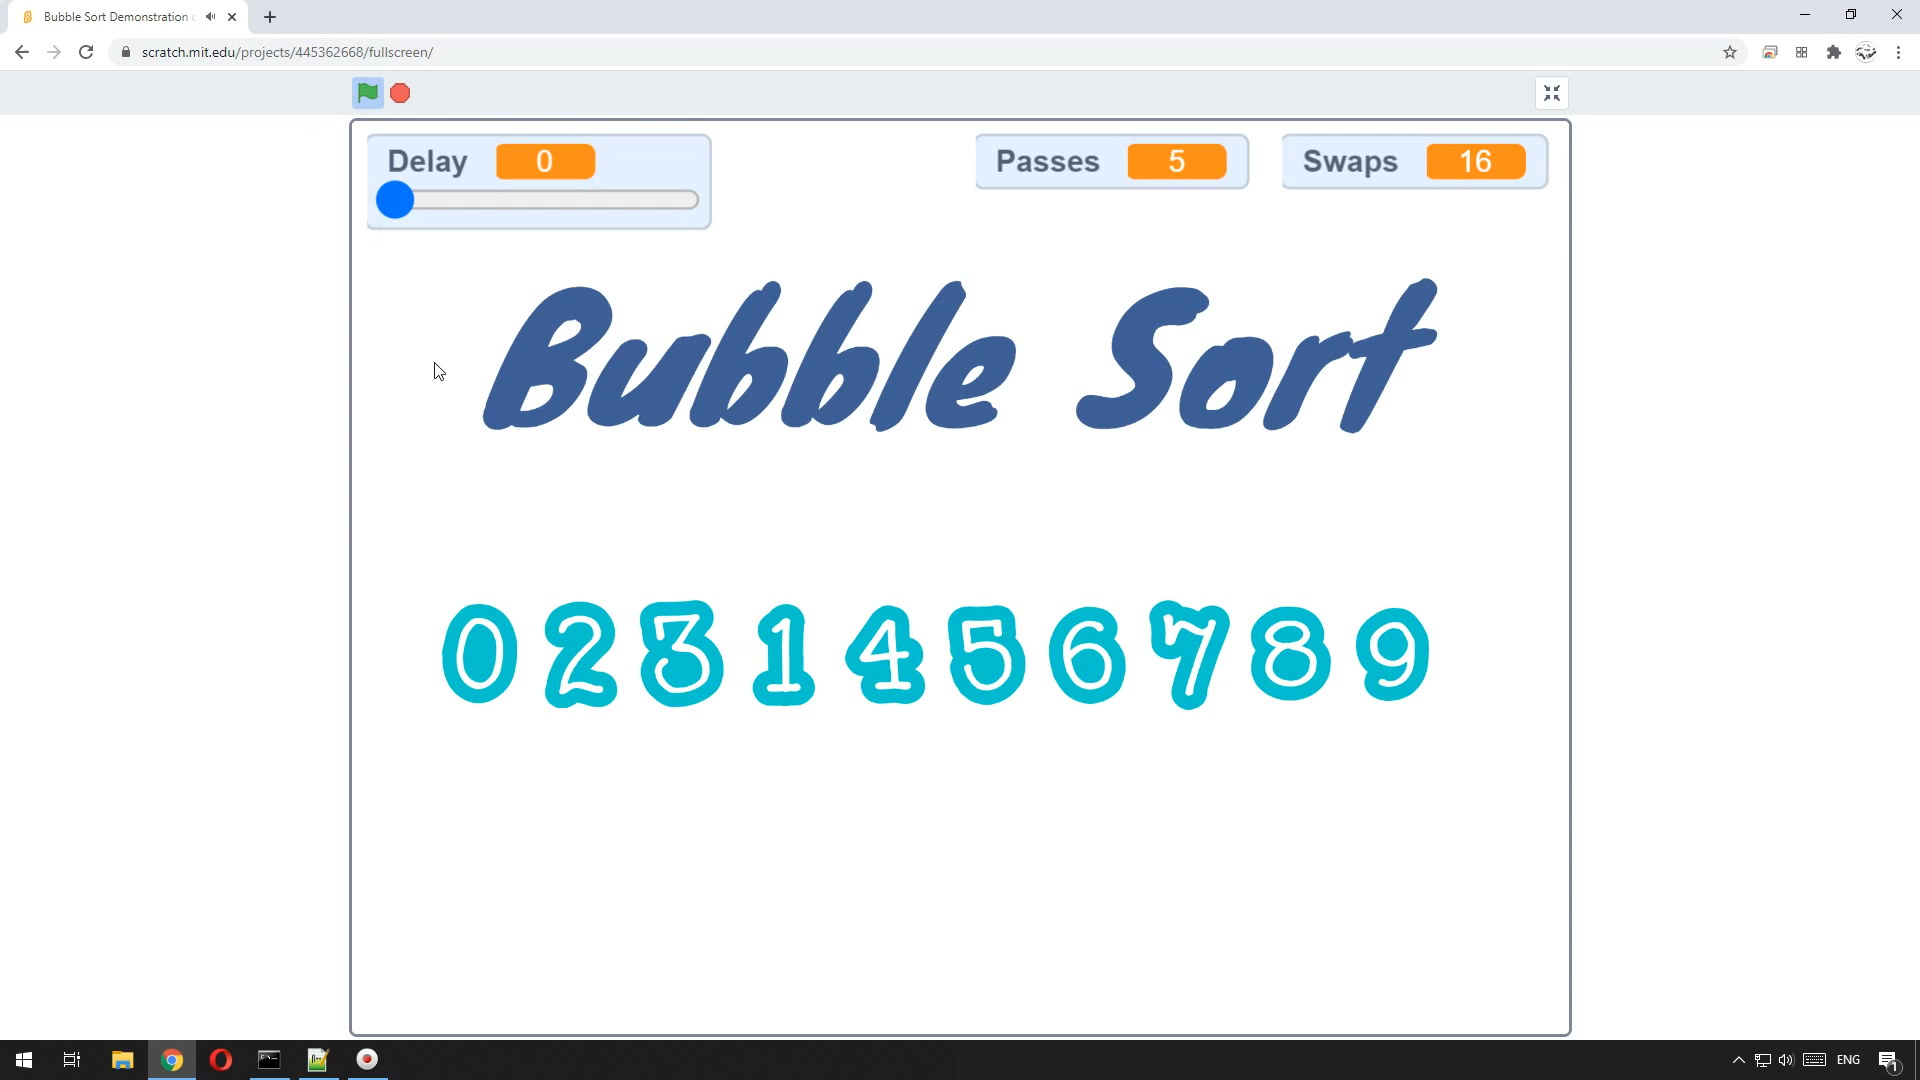 Bubble Sort Demonstration
scratch.mit.edu/projects/445362668/fullscreen/
Delay 0
Passes 5
Swaps 16
Bubble Sort
0 2 3 1 4 5 6 7 8 9
ENG
1